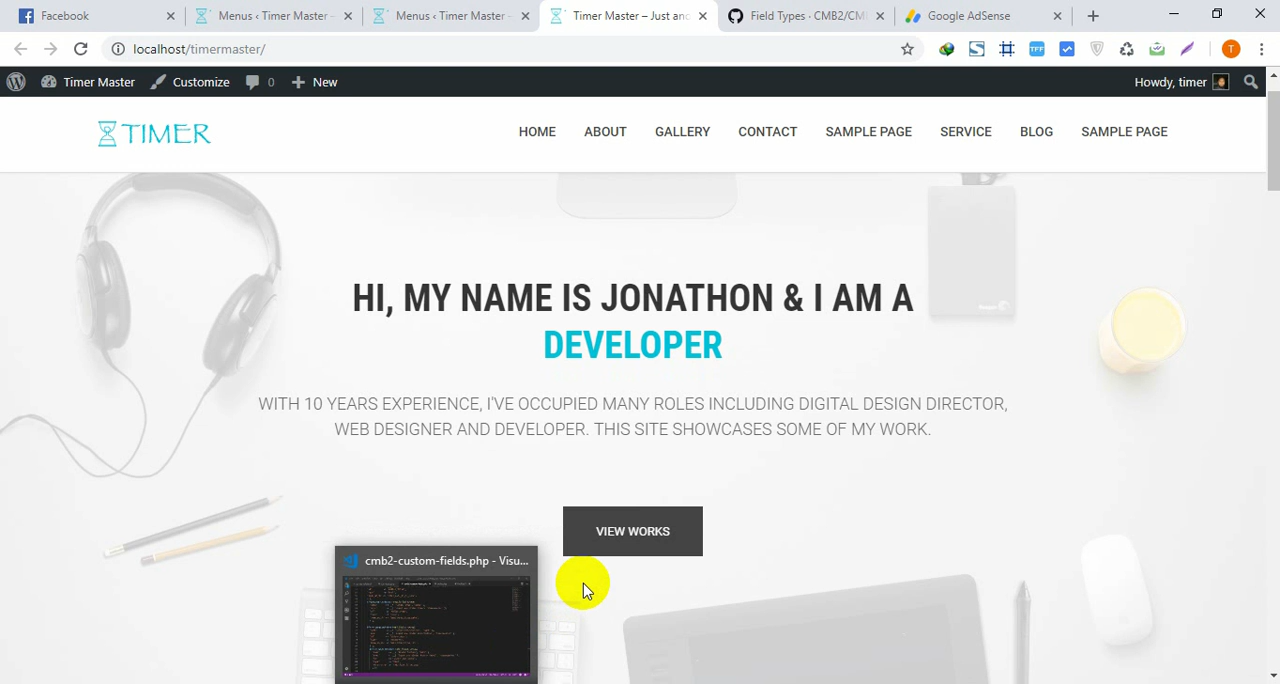 Facebook
Menus ‹ Timer Master –
Menus ‹ Timer Master –
Timer Master – Just an
Field Types · CMB2/CM
Google AdSense
localhost/timermaster/
TFF
T
Timer Master
Customize
0
New
Howdy, timer
TIMER
HOME
ABOUT
GALLERY
CONTACT
SAMPLE PAGE
SERVICE
BLOG
SAMPLE PAGE
HI, MY NAME IS JONATHON & I AM A
DEVELOPER
WITH 10 YEARS EXPERIENCE, I'VE OCCUPIED MANY ROLES INCLUDING DIGITAL DESIGN DIRECTOR,
WEB DESIGNER AND DEVELOPER. THIS SITE SHOWCASES SOME OF MY WORK.
VIEW WORKS
cmb2-custom-fields.php - Visu...